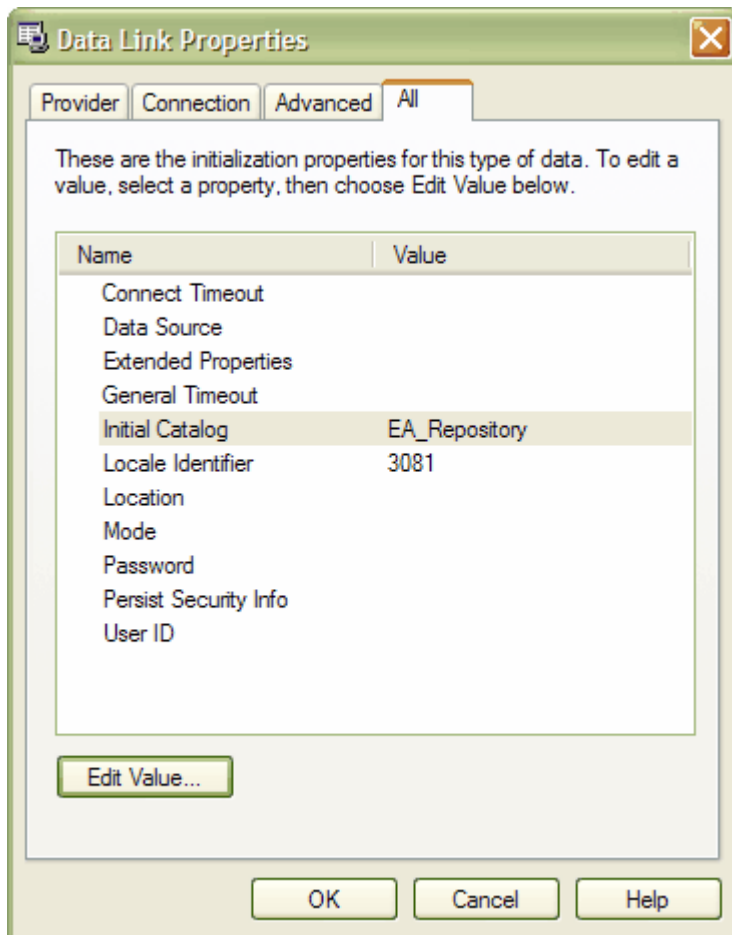 Data Link Properties
Provider Connection Advanced All
These are the initialization properties for this type of data. To edit a
value, select a property, then choose Edit Value below.
Name Value
Connect Timeout
Data Source
Extended Properties
General Timeout
Initial Catalog EA_Repository
Locale Identifier 3081
Location
Mode
Password
Persist Security Info
User ID
Edit Value...
OK Cancel Help